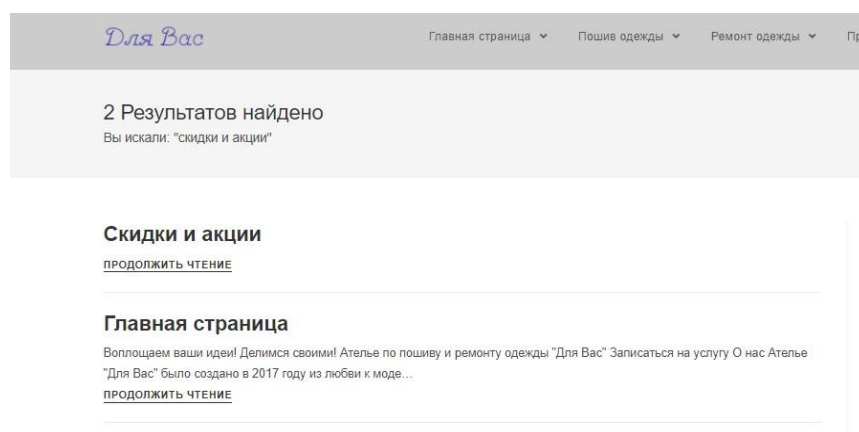 Для Вас
Главная страница Пошив одежды Ремонт одежды
2 Результатов найдено
Вы искали: "скидки и акции"
Скидки и акции
ПРОДОЛЖИТЬ ЧТЕНИЕ
Главная страница
Воплощаем ваши идеи! Делимся своими! Ателье по пошиву и ремонту одежды "Для Вас" Записаться на услугу О нас Ателье
"Для Вас" было создано в 2017 году из любви к моде…
ПРОДОЛЖИТЬ ЧТЕНИЕ